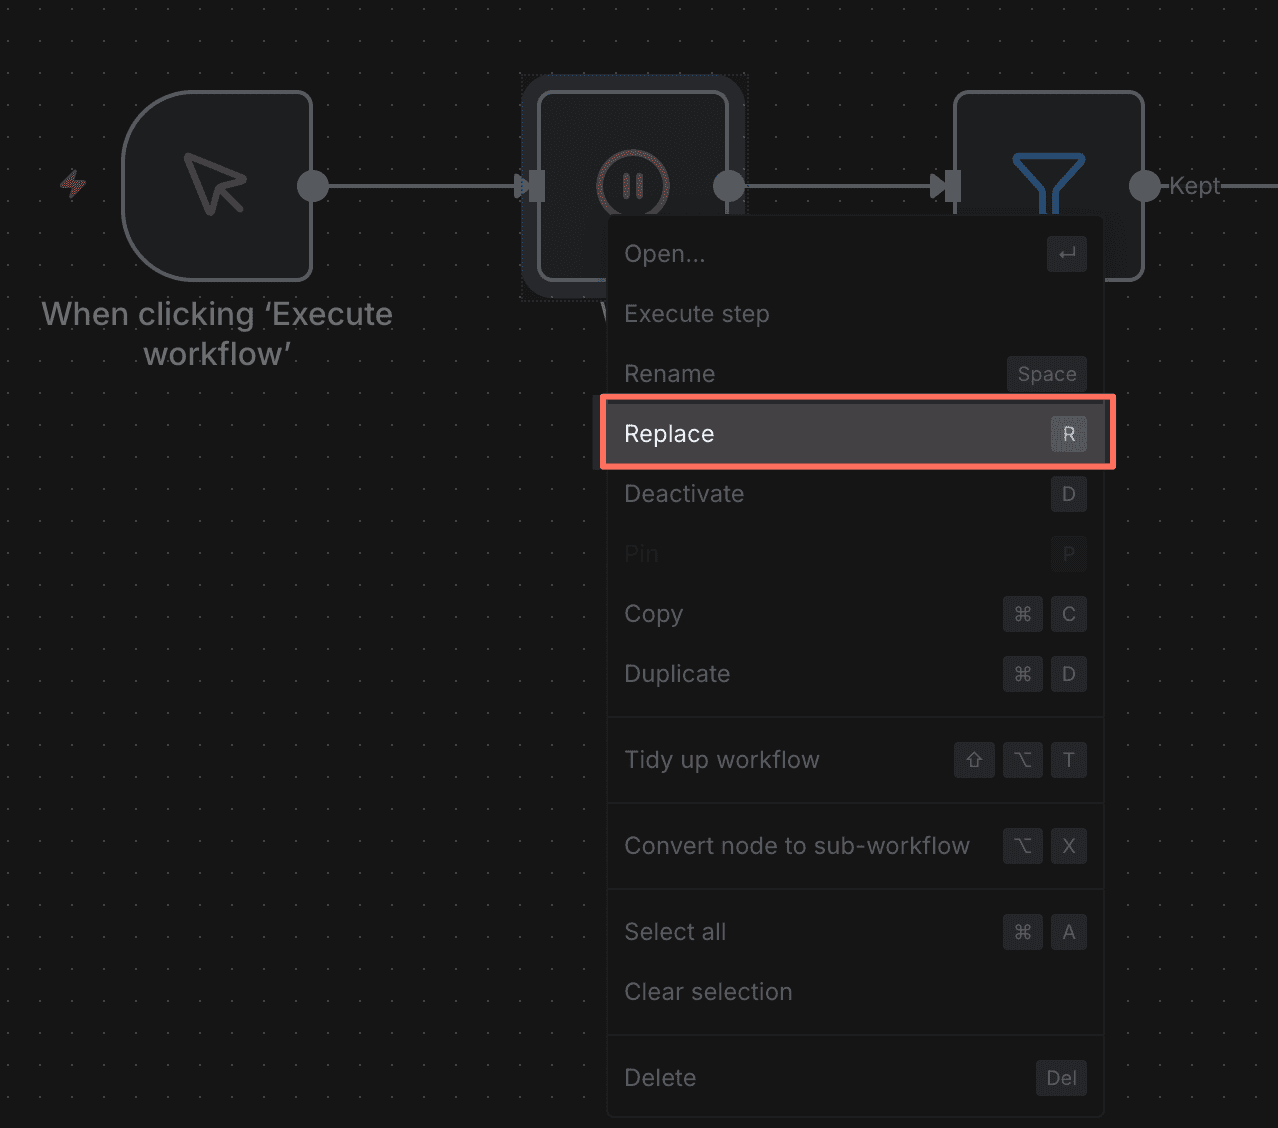 Kept
When clicking ‘Execute
workflow’
Open...
Execute step
Rename Space
Replace R
Deactivate D
Pin P
Copy ⌘ C
Duplicate ⌘ D
Tidy up workflow ⇧ ⌥ T
Convert node to sub-workflow ⌥ X
Select all ⌘ A
Clear selection
Delete Del